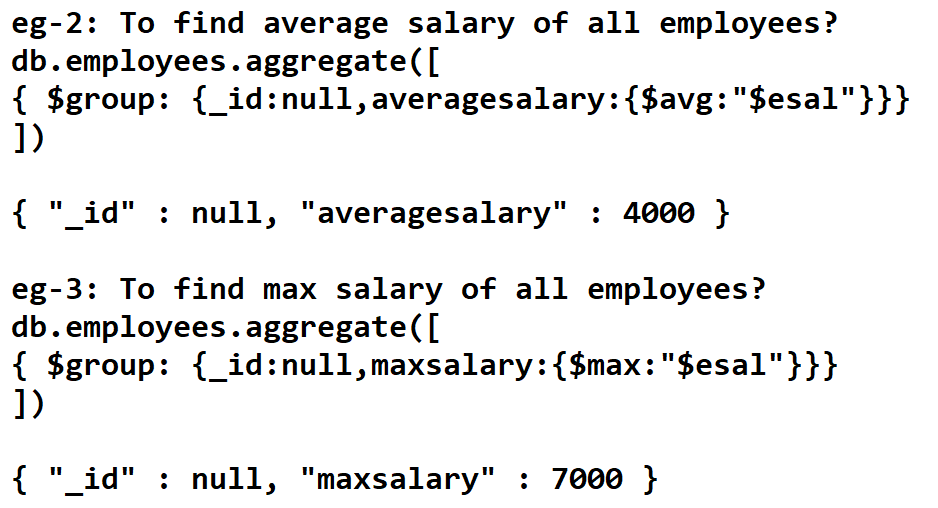 eg-2: To find average salary of all employees?
db.employees.aggregate([
{ $group: {_id:null,averagesalary:{$avg:"$esal"}}}
])
{ "_id" : null, "averagesalary" : 4000 }
eg-3: To find max salary of all employees?
db.employees.aggregate([
{ $group: {_id:null,maxsalary:{$max:"$esal"}}}
])
{ "_id" : null, "maxsalary" : 7000 }